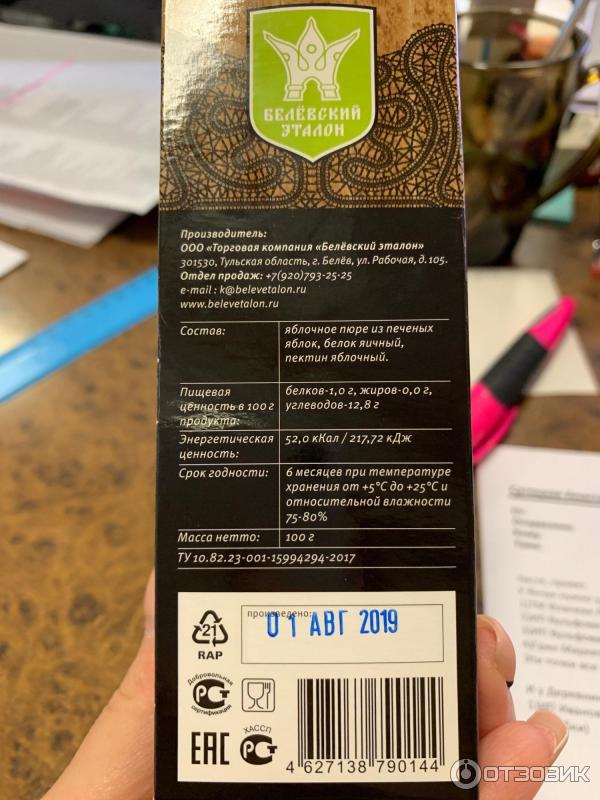 БЕЛЁВСКИЙ
ЭТАЛОН
Производитель:
ООО «Торговая компания «Белёвский эталон»
301530, Тульская область, г. Белёв, ул. Рабочая, д.105.
Отдел продаж: +7(920)793-25-25
e-mail : k@belevetalon.ru
www.belevetalon.ru
Состав: яблочное пюре из печеных
яблок, белок яичный,
пектин яблочный.
Пищевая белков-1,0 г, жиров-0,0 г,
ценность в 100 г углеводов-12,8 г
продукта:
Энергетическая 52,0 кКал / 217,72 кДж
ценность:
Срок годности: 6 месяцев при температуре
хранения от +5°C до +25°C и
относительной влажности
75-80%
Масса нетто: 100 г
ТУ 10.82.23-001-15994294-2017
произведено:
01 АВГ 2019
21
RAP
Добровольная
РСТ
сертификация
ХАССП
EAC РСТ
4 627138 790144
ОТЗОВИК